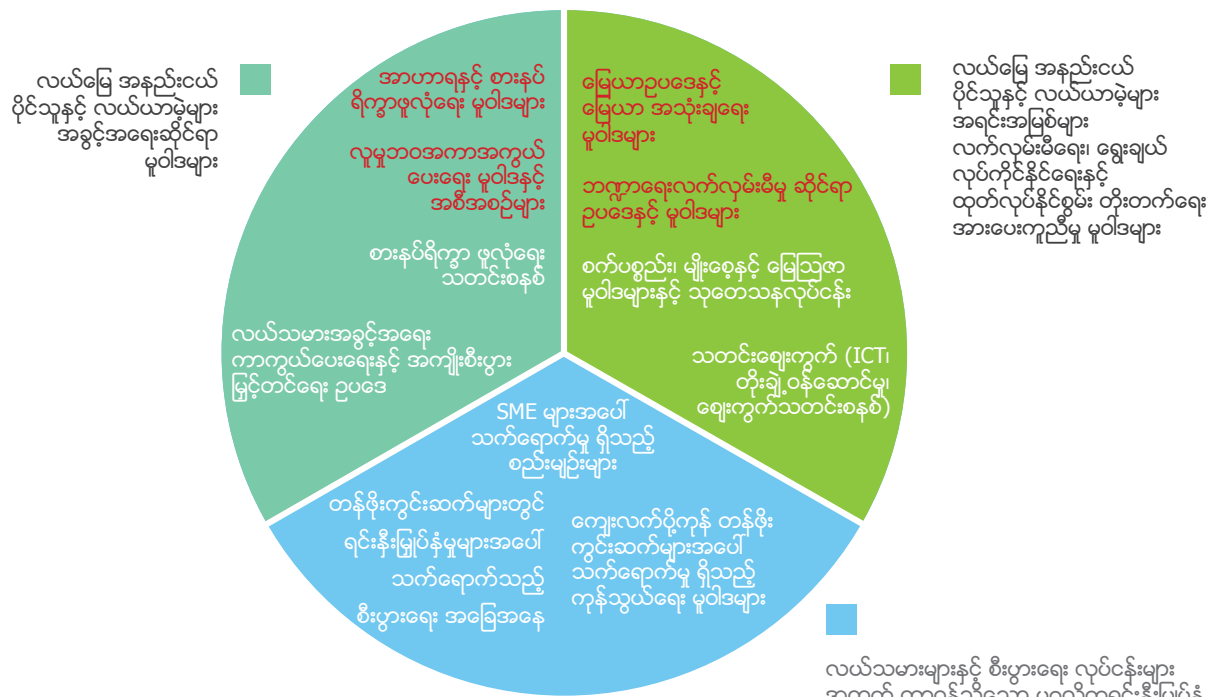 လယ်မြေ အနည်းငယ်
ပိုင်သူနှင့် လယ်ယာမဲ့များ
အခွင့်အရေးဆိုင်ရာ
မူဝါဒများ
အာဟာရနှင့် စားနပ်
ရိက္ခာဖူလုံရေး မူဝါဒများ
လူမှုဘဝအကာအကွယ်
ပေးရေး မူဝါဒနှင့်
အစီအစဉ်များ
စားနပ်ရိက္ခာ ဖူလုံရေး
သတင်းစနစ်
လယ်သမားအခွင့်အရေး
ကာကွယ်ပေးရေးနှင့် အကျိုးစီးပွား
မြှင့်တင်ရေး ဥပဒေ
မြေယာဥပဒေနှင့်
မြေယာ အသုံးချရေး
မူဝါဒများ
ဘဏ္ဍာရေးလက်လှမ်းမီမှု ဆိုင်ရာ
ဥပဒေနှင့် မူဝါဒများ
စက်ပစ္စည်း၊ မျိုးစေ့နှင့် မြေဩဇာ
မူဝါဒများနှင့် သုတေသနလုပ်ငန်း
သတင်းစျေးကွက် (ICT၊
တိုးချဲ့ဝန်ဆောင်မှု၊
စျေးကွက်သတင်းစနစ်)
လယ်မြေ အနည်းငယ်
ပိုင်သူနှင့် လယ်ယာမဲ့များ
အရင်းအမြစ်များ
လက်လှမ်းမီရေး၊ ရွေးချယ်
လုပ်ကိုင်နိုင်ရေးနှင့်
ထုတ်လုပ်နိုင်စွမ်း တိုးတက်ရေး
အားပေးကူညီမှု မူဝါဒများ
SME များအပေါ်
သက်ရောက်မှု ရှိသည့်
စည်းမျဉ်းများ
တန်ဖိုးကွင်းဆက်များတွင်
ရင်းနှီးမြှုပ်နှံမှုများအပေါ်
သက်ရောက်သည့်
စီးပွားရေး အခြေအနေ
ကျေးလက်ပို့ကုန် တန်ဖိုး
ကွင်းဆက်များအပေါ်
သက်ရောက်မှု ရှိသည့်
ကုန်သွယ်ရေး မူဝါဒများ
လယ်သမားများနှင့် စီးပွားရေး လုပ်ငန်းများ